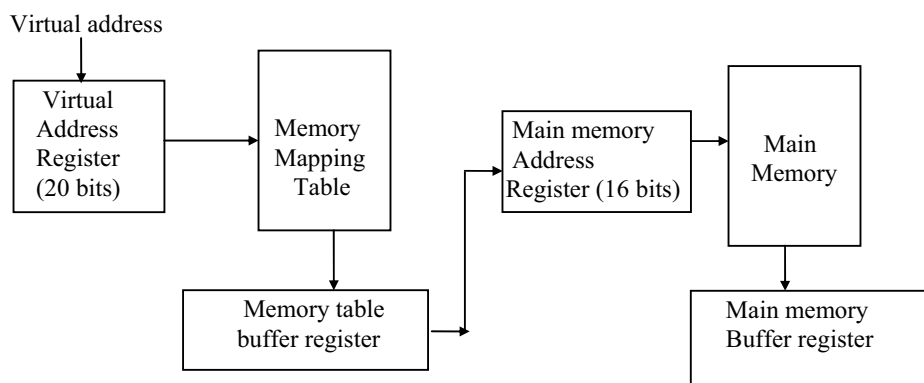 Virtual address
Virtual
Address
Register
(20 bits)
Memory
Mapping
Table
Memory table
buffer register
Main memory
Address
Register (16 bits)
Main
Memory
Main memory
Buffer register